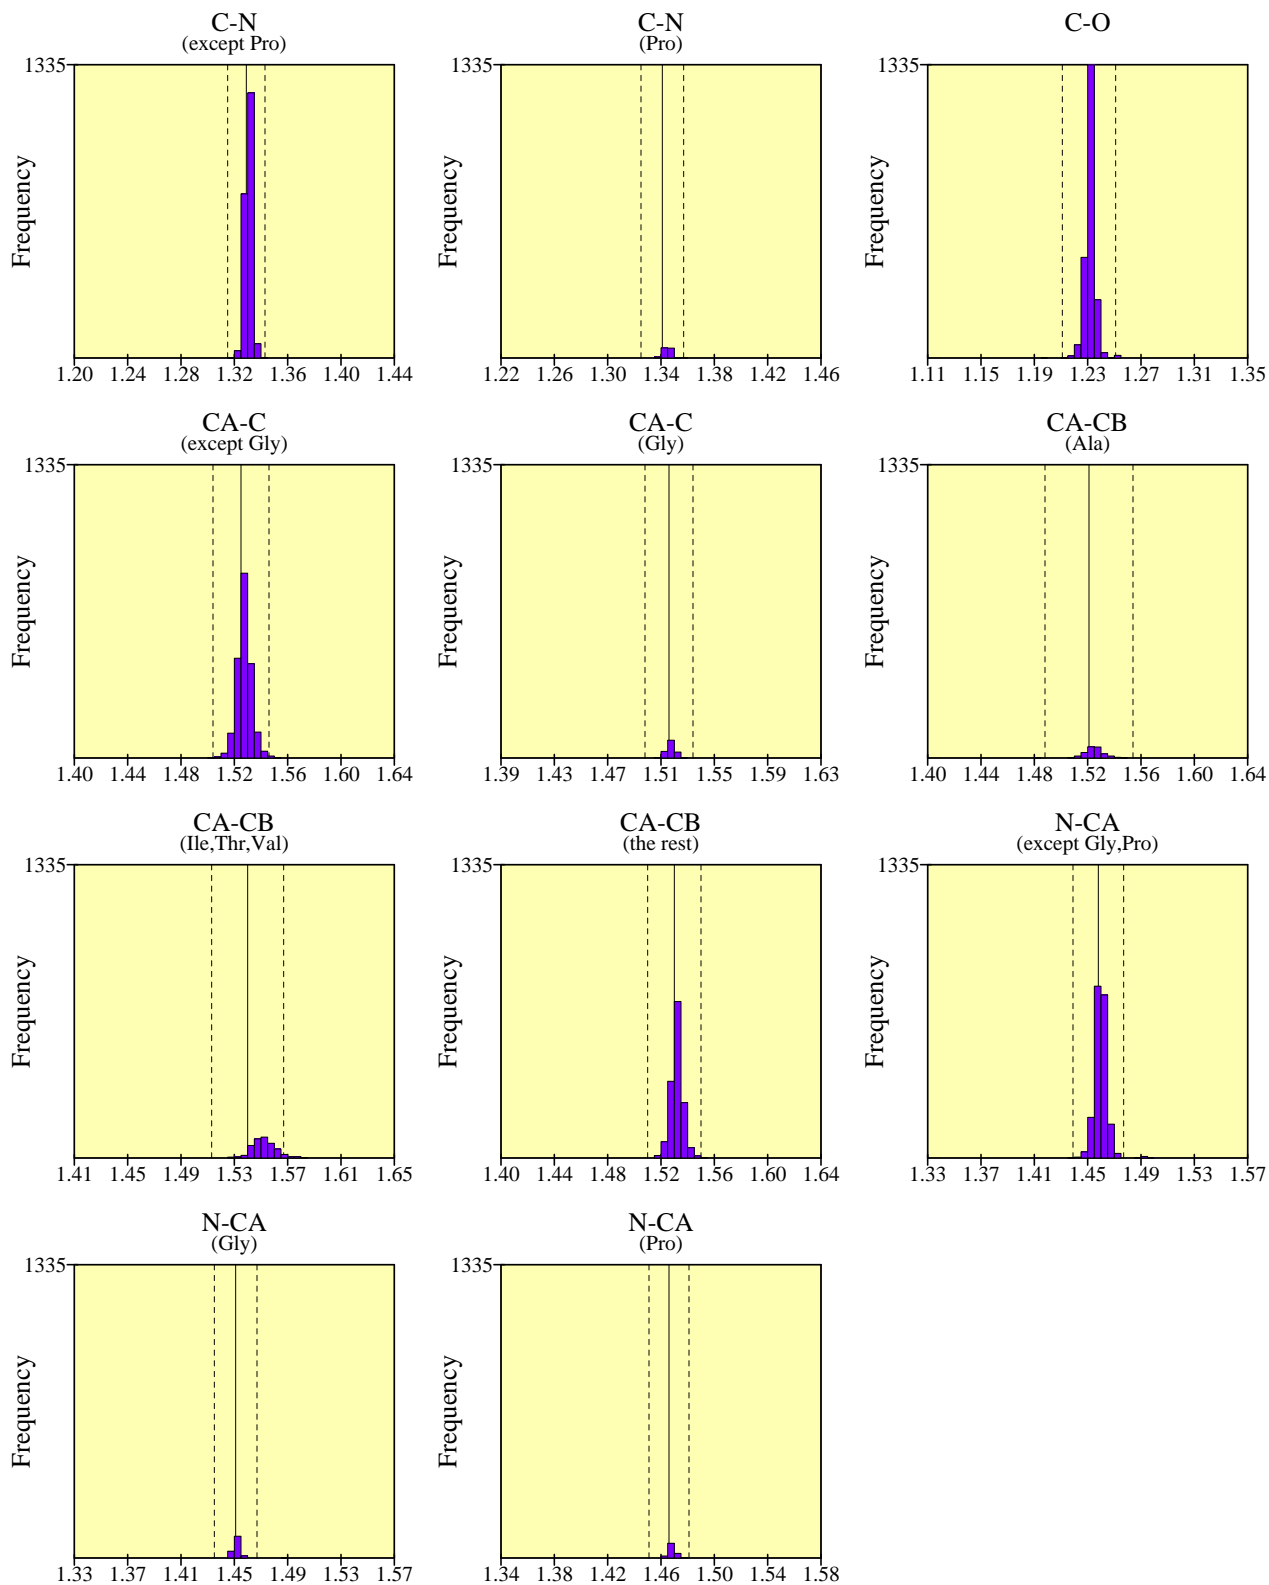 C-N
(except Pro)
1335
Frequency
1.20 1.24 1.28 1.32 1.36 1.40 1.44
C-N
(Pro)
1335
Frequency
1.22 1.26 1.30 1.34 1.38 1.42 1.46
C-O
1335
Frequency
1.11 1.15 1.19 1.23 1.27 1.31 1.35
CA-C
(except Gly)
1335
Frequency
1.40 1.44 1.48 1.52 1.56 1.60 1.64
CA-C
(Gly)
1335
Frequency
1.39 1.43 1.47 1.51 1.55 1.59 1.63
CA-CB
(Ala)
1335
Frequency
1.40 1.44 1.48 1.52 1.56 1.60 1.64
CA-CB
(Ile,Thr,Val)
1335
Frequency
1.41 1.45 1.49 1.53 1.57 1.61 1.65
CA-CB
(the rest)
1335
Frequency
1.40 1.44 1.48 1.52 1.56 1.60 1.64
N-CA
(except Gly,Pro)
1335
Frequency
1.33 1.37 1.41 1.45 1.49 1.53 1.57
N-CA
(Gly)
1335
Frequency
1.33 1.37 1.41 1.45 1.49 1.53 1.57
N-CA
(Pro)
1335
Frequency
1.34 1.38 1.42 1.46 1.50 1.54 1.58